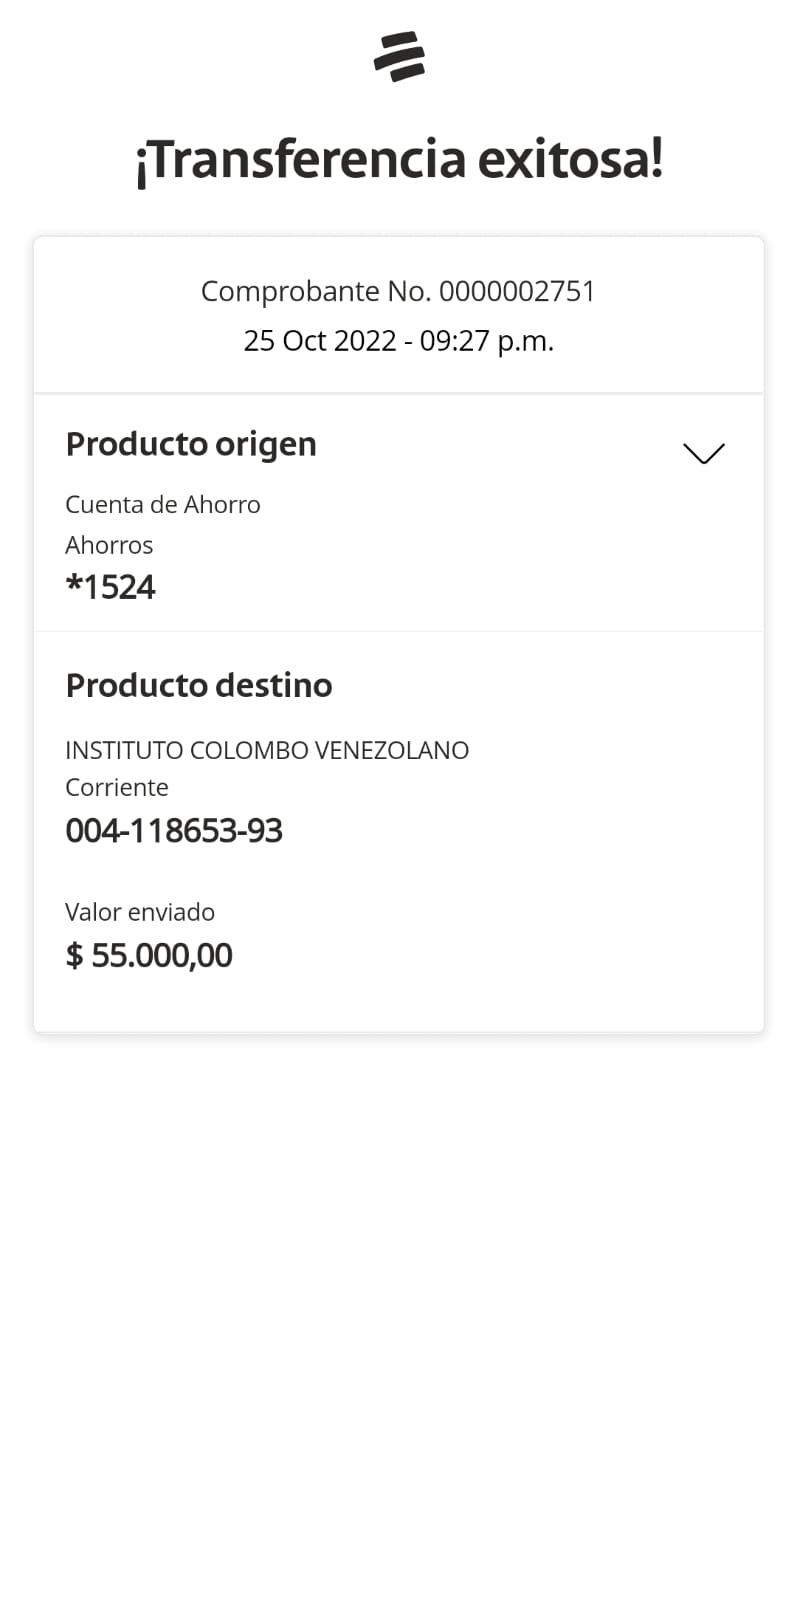 ¡Transferencia exitosa!
Comprobante No. 0000002751
25 Oct 2022 - 09:27 p.m.
Producto origen
Cuenta de Ahorro
Ahorros
*1524
Producto destino
INSTITUTO COLOMBO VENEZOLANO
Corriente
004-118653-93
Valor enviado
$ 55.000,00